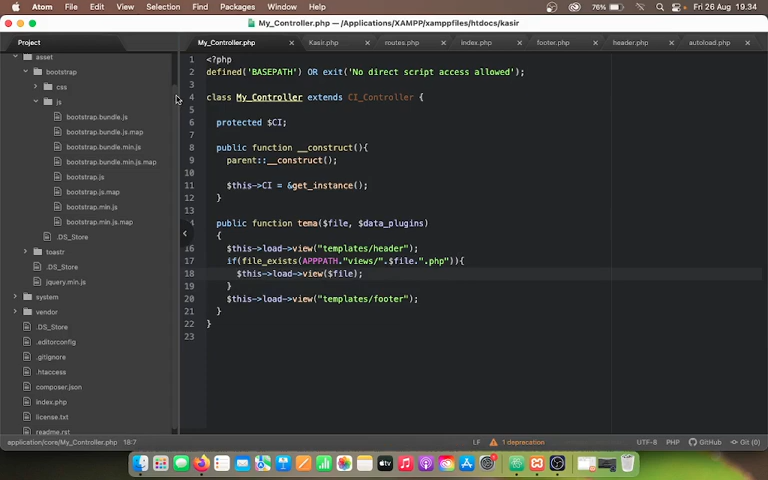 Atom File Edit View Selection Find Packages Window Help 76% Fri 26 Aug 19.34
My_Controller.php — /Applications/XAMPP/xamppfiles/htdocs/kasir
Project My_Controller.php Kasir.php routes.php index.php footer.php header.php autoload.php
asset
bootstrap
css
js
bootstrap.bundle.js
bootstrap.bundle.js.map
bootstrap.bundle.min.js
bootstrap.bundle.min.js.map
bootstrap.js
bootstrap.js.map
bootstrap.min.js
bootstrap.min.js.map
.DS_Store
toastr
.DS_Store
jquery.min.js
system
vendor
.DS_Store
.editorconfig
.gitignore
.htaccess
composer.json
index.php
license.txt
readme.rst
1 <?php
2 defined('BASEPATH') OR exit('No direct script access allowed');
3
4 class My_Controller extends CI_Controller {
5
6 protected $CI;
7
8 public function __construct(){
9 parent::__construct();
10
11 $this->CI = &get_instance();
12 }
13
14 public function tema($file, $data_plugins)
{
16 $this->load->view("templates/header");
17 if(file_exists(APPPATH."views/".$file.".php")){
18 $this->load->view($file);
19 }
20 $this->load->view("templates/footer");
21 }
22 }
23
application/core/My_Controller.php 18:7 LF 1 deprecation UTF-8 PHP GitHub Git (0)